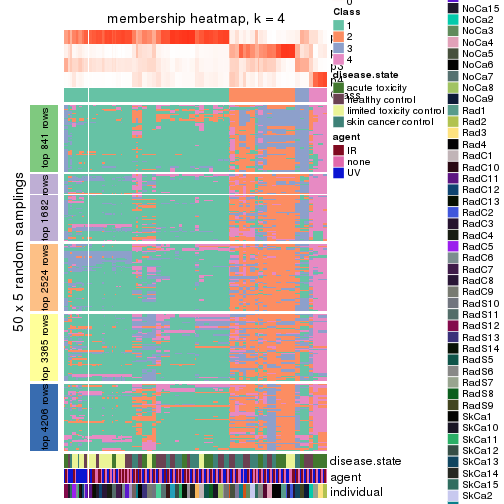 membership heatmap, k = 4
50 x 5 random samplings
top 841 rows
top 1682 rows
top 2524 rows
top 3365 rows
top 4206 rows
disease.state
agent
individual
Class
1
2
3
4
disease.state
acute toxicity
healthy control
limited toxicity control
skin cancer control
agent
IR
none
UV
NoCa15
NoCa2
NoCa3
NoCa4
NoCa5
NoCa6
NoCa7
NoCa8
NoCa9
Rad1
Rad2
Rad3
Rad4
RadC1
RadC10
RadC11
RadC12
RadC13
RadC2
RadC3
RadC4
RadC5
RadC6
RadC7
RadC8
RadC9
RadS10
RadS11
RadS12
RadS13
RadS14
RadS5
RadS6
RadS7
RadS8
RadS9
SkCa1
SkCa10
SkCa11
SkCa12
SkCa13
SkCa14
SkCa15
SkCa2